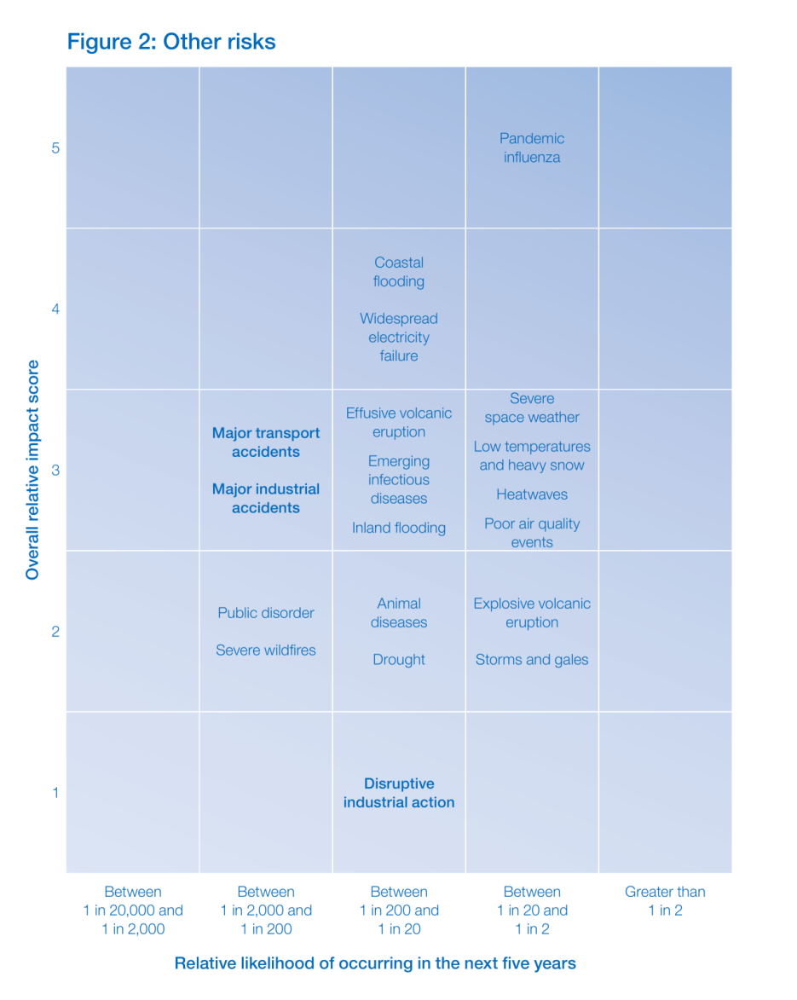 Figure 2: Other risks
Overall relative impact score
5
Pandemic
influenza
4
Coastal
flooding
Widespread
electricity
failure
3
Major transport
accidents
Major industrial
accidents
Effusive volcanic
eruption
Emerging
infectious
diseases
Inland flooding
Severe
space weather
Low temperatures
and heavy snow
Heatwaves
Poor air quality
events
2
Public disorder
Severe wildfires
Animal
diseases
Drought
Explosive volcanic
eruption
Storms and gales
1
Disruptive
industrial action
Between
1 in 20,000 and
1 in 2,000
Between
1 in 2,000 and
1 in 200
Between
1 in 200 and
1 in 20
Between
1 in 20 and
1 in 2
Greater than
1 in 2
Relative likelihood of occurring in the next five years